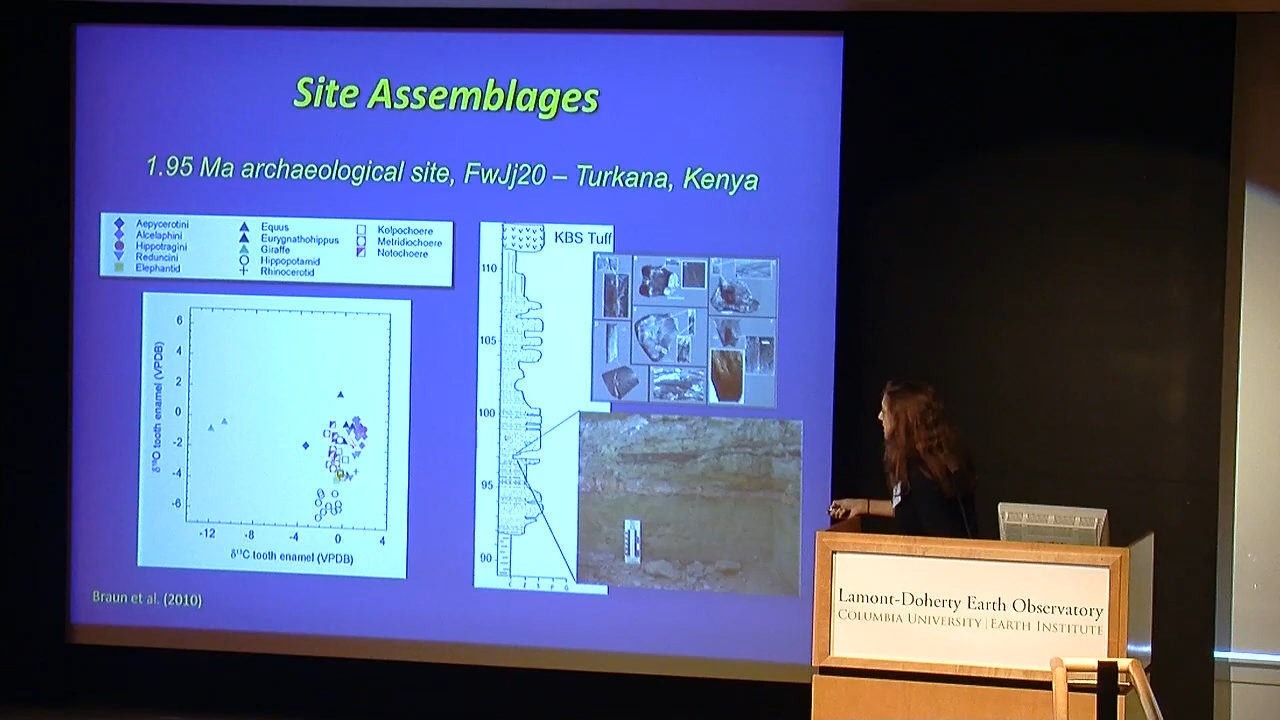 Site Assemblages
1.95 Ma archaeological site, FwJj20 – Turkana, Kenya
Aepycerotini
Alcelaphini
Hippotragini
Reduncini
Elephantid
Equus
Eurygnathohippus
Giraffe
Hippopotamid
Rhinocerotid
Kolpochoere
Metridiochoere
Notochoere
6
4
2
0
-2
-4
-6
δ¹⁸O tooth enamel (VPDB)
-12 -8 -4 0 4
δ¹³C tooth enamel (VPDB)
KBS Tuff
110
105
100
95
90
Braun et al. (2010)
Lamont-Doherty Earth Observatory
COLUMBIA UNIVERSITY | EARTH INSTITUTE